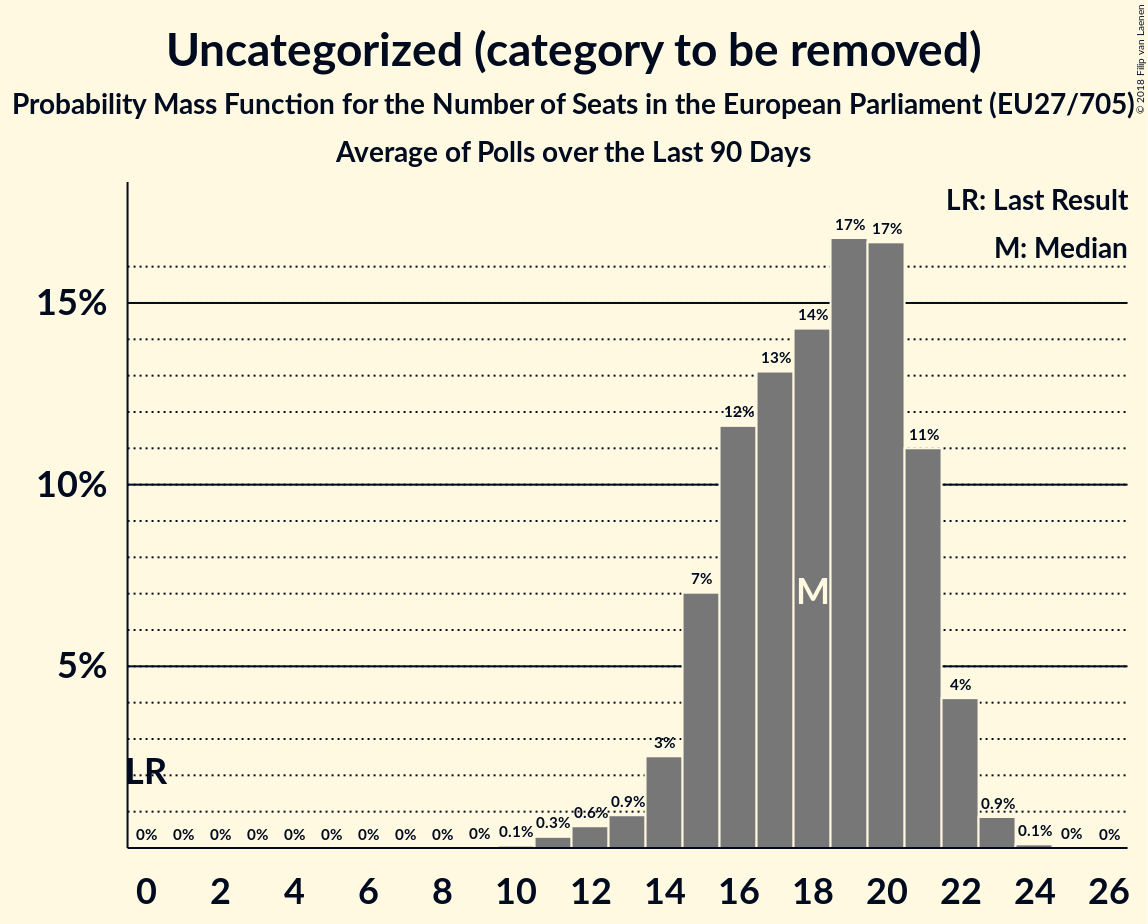 Uncategorized (category to be removed)
Probability Mass Function for the Number of Seats in the European Parliament (EU27/705)
Average of Polls over the Last 90 Days
© 2018 Filip van Laenen
LR: Last Result
M: Median
15%
10%
5%
0% 0% 0% 0% 0% 0% 0% 0% 0% 0% 0.1% 0.3% 0.6% 0.9% 3% 7% 12% 13% 14% 17% 17% 11% 4% 0.9% 0.1% 0% 0%
M
LR
0 2 4 6 8 10 12 14 16 18 20 22 24 26